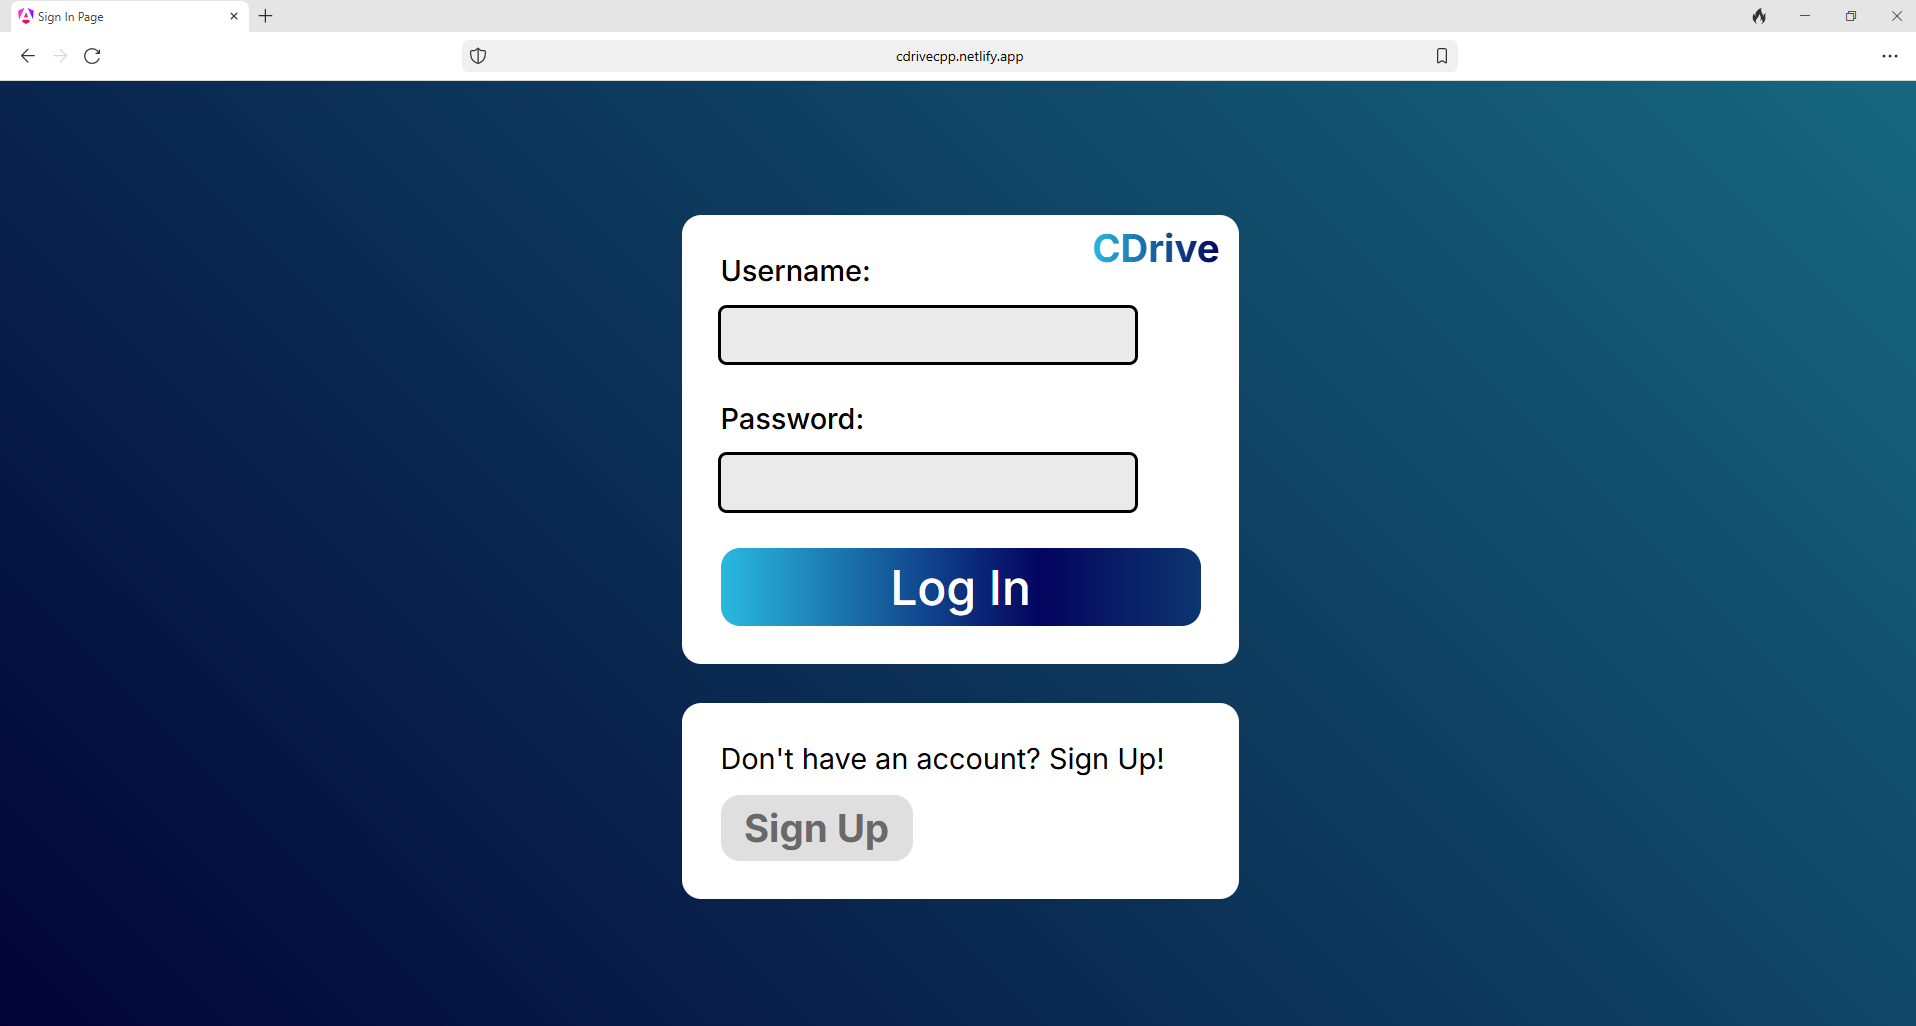 Sign In Page
cdrivecpp.netlify.app
CDrive
Username:
Password:
Log In
Don't have an account? Sign Up!
Sign Up